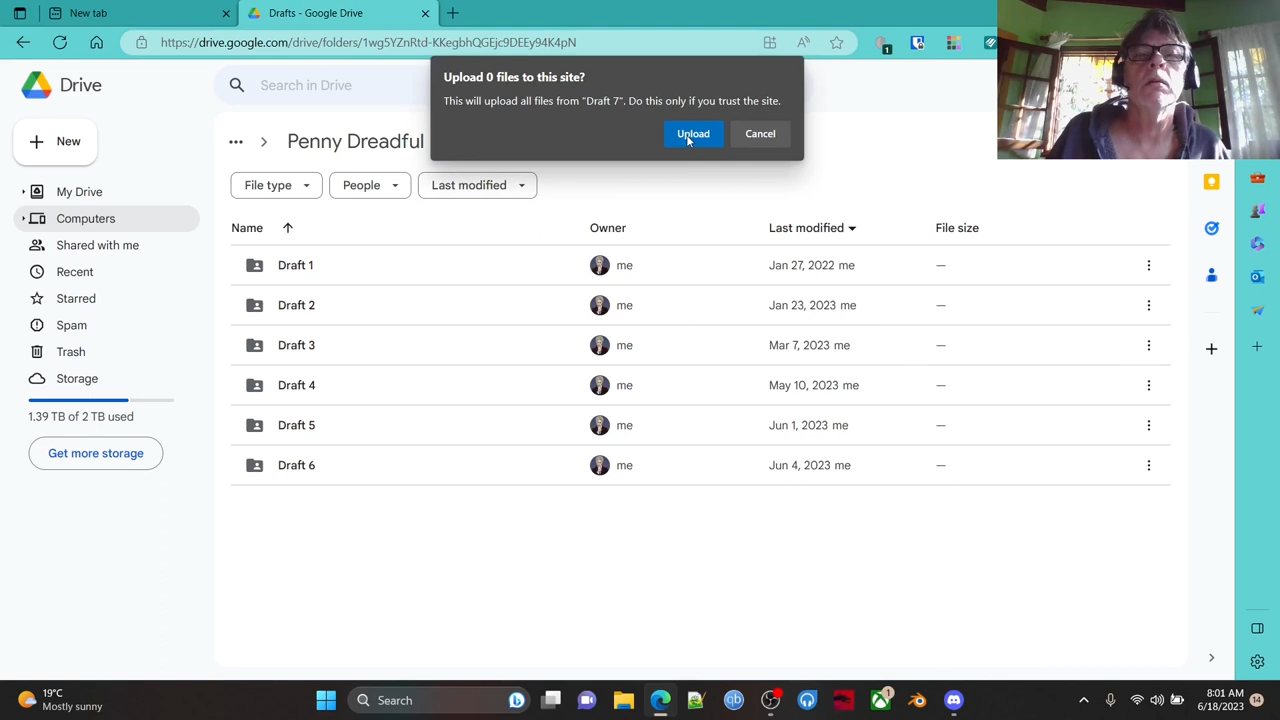 New tab
Drafts - Google Drive
https://drive.google.com/drive/folders/1wg5YZnRtd-KKegbhQGEjc9DEEy94K4pN
1
Upload 0 files to this site?
This will upload all files from "Draft 7". Do this only if you trust the site.
Upload
Cancel
Drive
Search in Drive
New
Penny Dreadful
File type
People
Last modified
My Drive
Computers
Shared with me
Recent
Starred
Spam
Trash
Storage
1.39 TB of 2 TB used
Get more storage
Name Owner Last modified File size
Draft 1 me Jan 27, 2022 me —
Draft 2 me Jan 23, 2023 me —
Draft 3 me Mar 7, 2023 me —
Draft 4 me May 10, 2023 me —
Draft 5 me Jun 1, 2023 me —
Draft 6 me Jun 4, 2023 me —
19°C
Mostly sunny
Search
qb
1
8:01 AM
6/18/2023
14